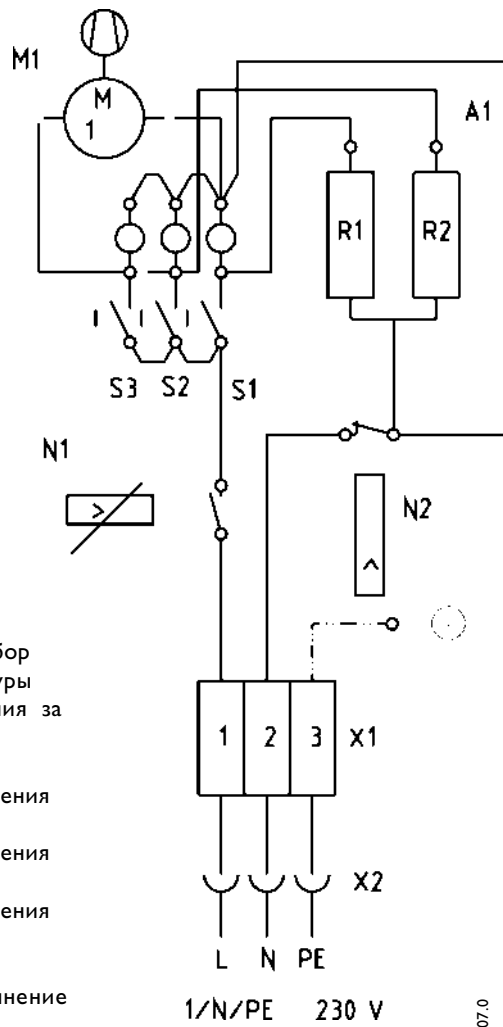 M1
M
1
A1
R1
R2
S3
S2
S1
N1
>
N2
>
бор
уры
ния за
1
2
3
X1
ения
ения
X2
ения
L
N
PE
нение
1/N/PE 230 V
07.0